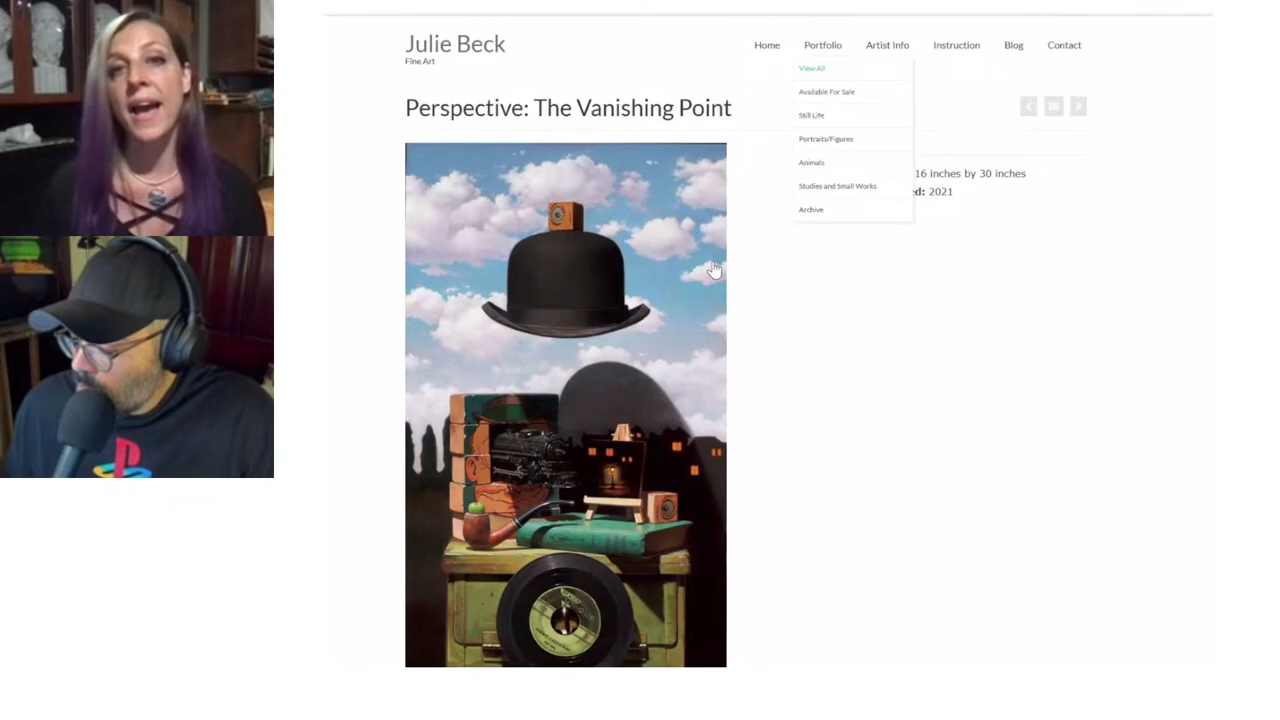 Julie Beck
Fine Art
Home
Portfolio
Artist Info
Instruction
Blog
Contact
View All
Available For Sale
Still Life
Portraits/Figures
Animals
Studies and Small Works
Archive
Perspective: The Vanishing Point
16 inches by 30 inches
ed: 2021